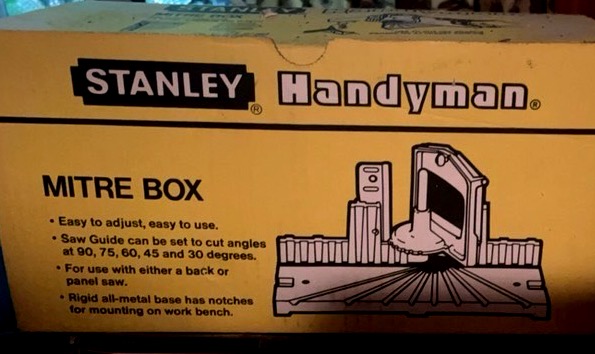 MITRE BOX
STANLEY® Handyman®
MITRE BOX
• Easy to adjust, easy to use.
• Saw Guide can be set to cut angles
at 90, 75, 60, 45 and 30 degrees.
• For use with either a back or
panel saw.
• Rigid all-metal base has notches
for mounting on work bench.